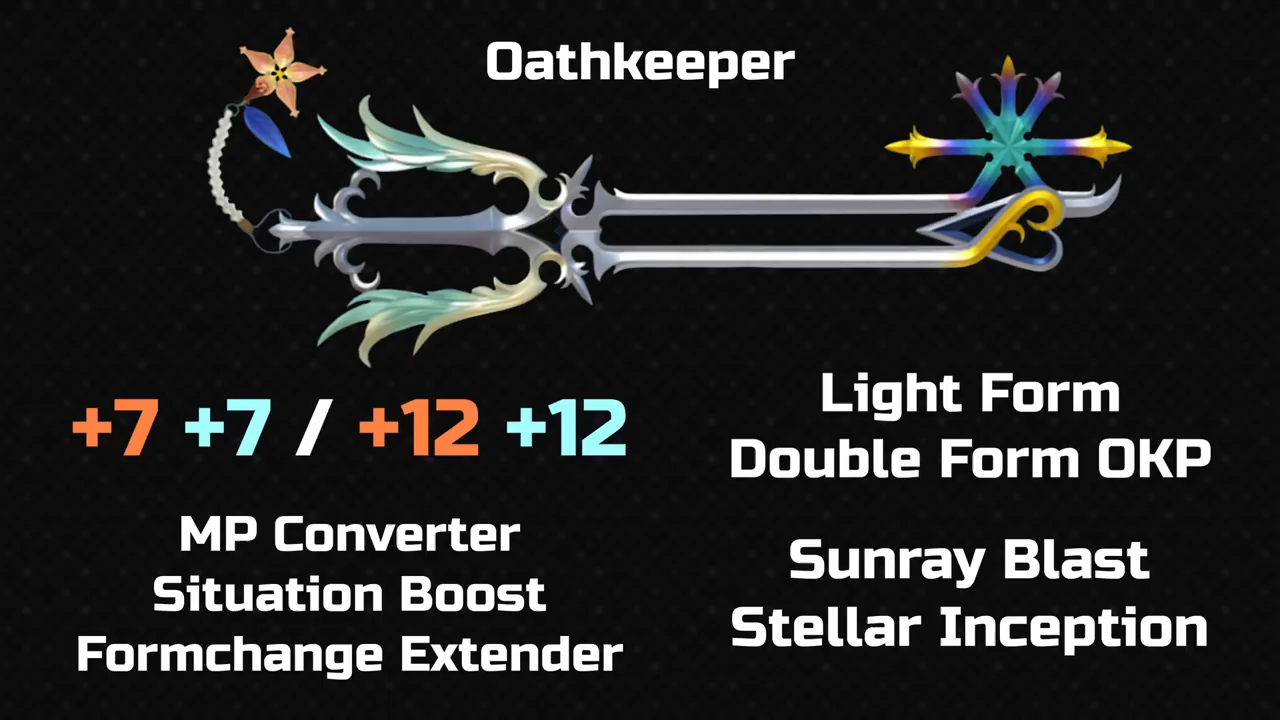 Oathkeeper
+7 +7 / +12 +12
MP Converter
Situation Boost
Formchange Extender
Light Form
Double Form OKP
Sunray Blast
Stellar Inception